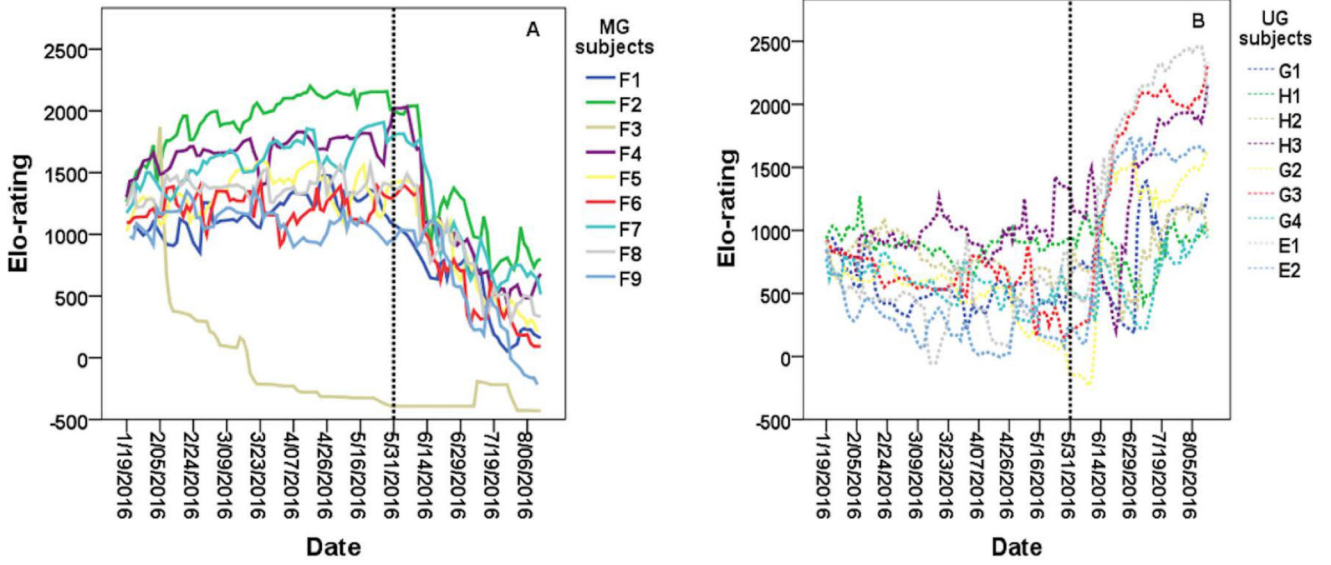 A
MG
subjects
F1
F2
F3
F4
F5
F6
F7
F8
F9
Elo-rating
2500
2000
1500
1000
500
0
-500
1/19/2016
2/05/2016
2/24/2016
3/09/2016
3/23/2016
4/07/2016
4/26/2016
5/16/2016
5/31/2016
6/14/2016
6/29/2016
7/19/2016
8/06/2016
Date
B
UG
subjects
G1
H1
H2
H3
G2
G3
G4
E1
E2
Elo-rating
2500
2000
1500
1000
500
0
-500
1/19/2016
2/05/2016
2/24/2016
3/09/2016
3/23/2016
4/07/2016
4/26/2016
5/16/2016
5/31/2016
6/14/2016
6/29/2016
7/19/2016
8/05/2016
Date